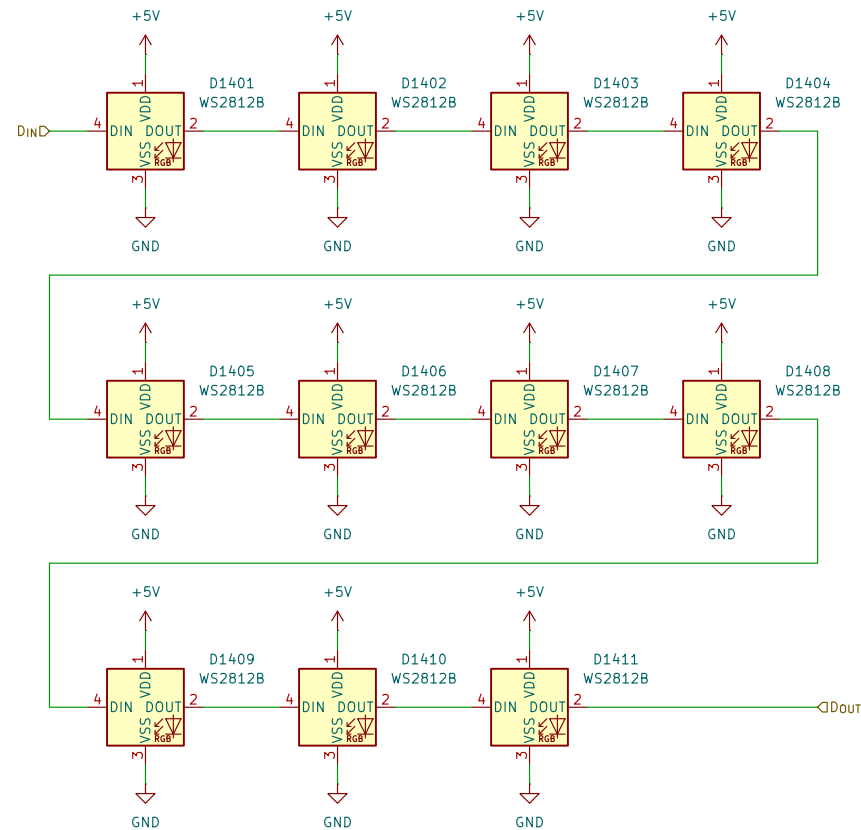 +5V +5V +5V +5V
D1401 D1402 D1403 D1404
WS2812B WS2812B WS2812B WS2812B
1 1 1 1
VDD VDD VDD VDD
DIN 4 DIN DOUT 2 4 DIN DOUT 2 4 DIN DOUT 2 4 DIN DOUT 2
VSS RGB VSS RGB VSS RGB VSS RGB
3 3 3 3
GND GND GND GND
+5V +5V +5V +5V
D1405 D1406 D1407 D1408
WS2812B WS2812B WS2812B WS2812B
1 1 1 1
VDD VDD VDD VDD
4 DIN DOUT 2 4 DIN DOUT 2 4 DIN DOUT 2 4 DIN DOUT 2
VSS RGB VSS RGB VSS RGB VSS RGB
3 3 3 3
GND GND GND GND
+5V +5V +5V
D1409 D1410 D1411
WS2812B WS2812B WS2812B
1 1 1
VDD VDD VDD
4 DIN DOUT 2 4 DIN DOUT 2 4 DIN DOUT 2 DOUT
VSS RGB VSS RGB VSS RGB
3 3 3
GND GND GND